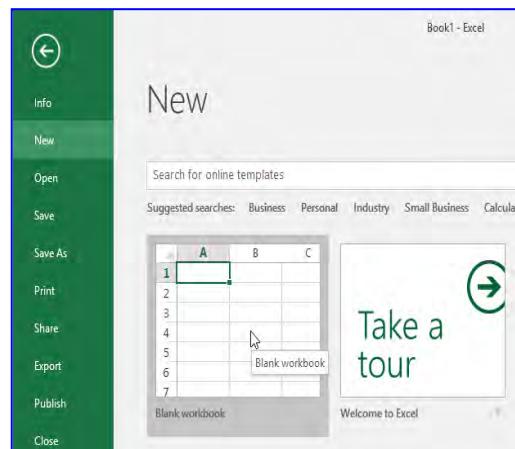 Book1 - Excel
Info
New
Open
Save
Save As
Print
Share
Export
Publish
Close
New
Search for online templates
Suggested searches: Business Personal Industry Small Business
A B C
1
2
3
4
5
6
7
Blank workbook
Blank workbook
Take a
tour
Welcome to Excel